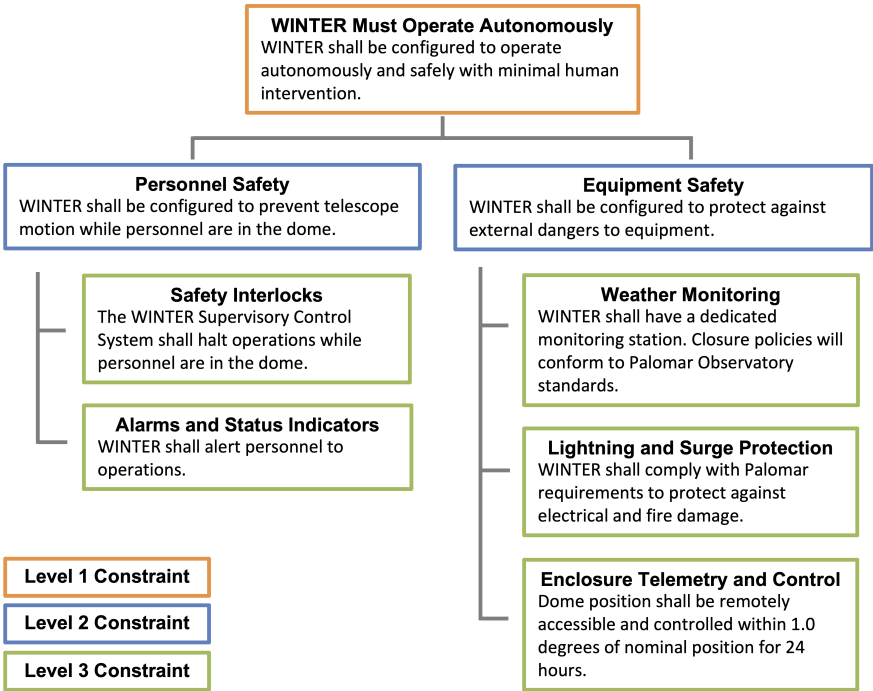 WINTER Must Operate Autonomously
WINTER shall be configured to operate
autonomously and safely with minimal human
intervention.
Personnel Safety
WINTER shall be configured to prevent telescope
motion while personnel are in the dome.
Equipment Safety
WINTER shall be configured to protect against
external dangers to equipment.
Safety Interlocks
The WINTER Supervisory Control
System shall halt operations while
personnel are in the dome.
Alarms and Status Indicators
WINTER shall alert personnel to
operations.
Weather Monitoring
WINTER shall have a dedicated
monitoring station. Closure policies will
conform to Palomar Observatory
standards.
Lightning and Surge Protection
WINTER shall comply with Palomar
requirements to protect against
electrical and fire damage.
Enclosure Telemetry and Control
Dome position shall be remotely
accessible and controlled within 1.0
degrees of nominal position for 24
hours.
Level 1 Constraint
Level 2 Constraint
Level 3 Constraint